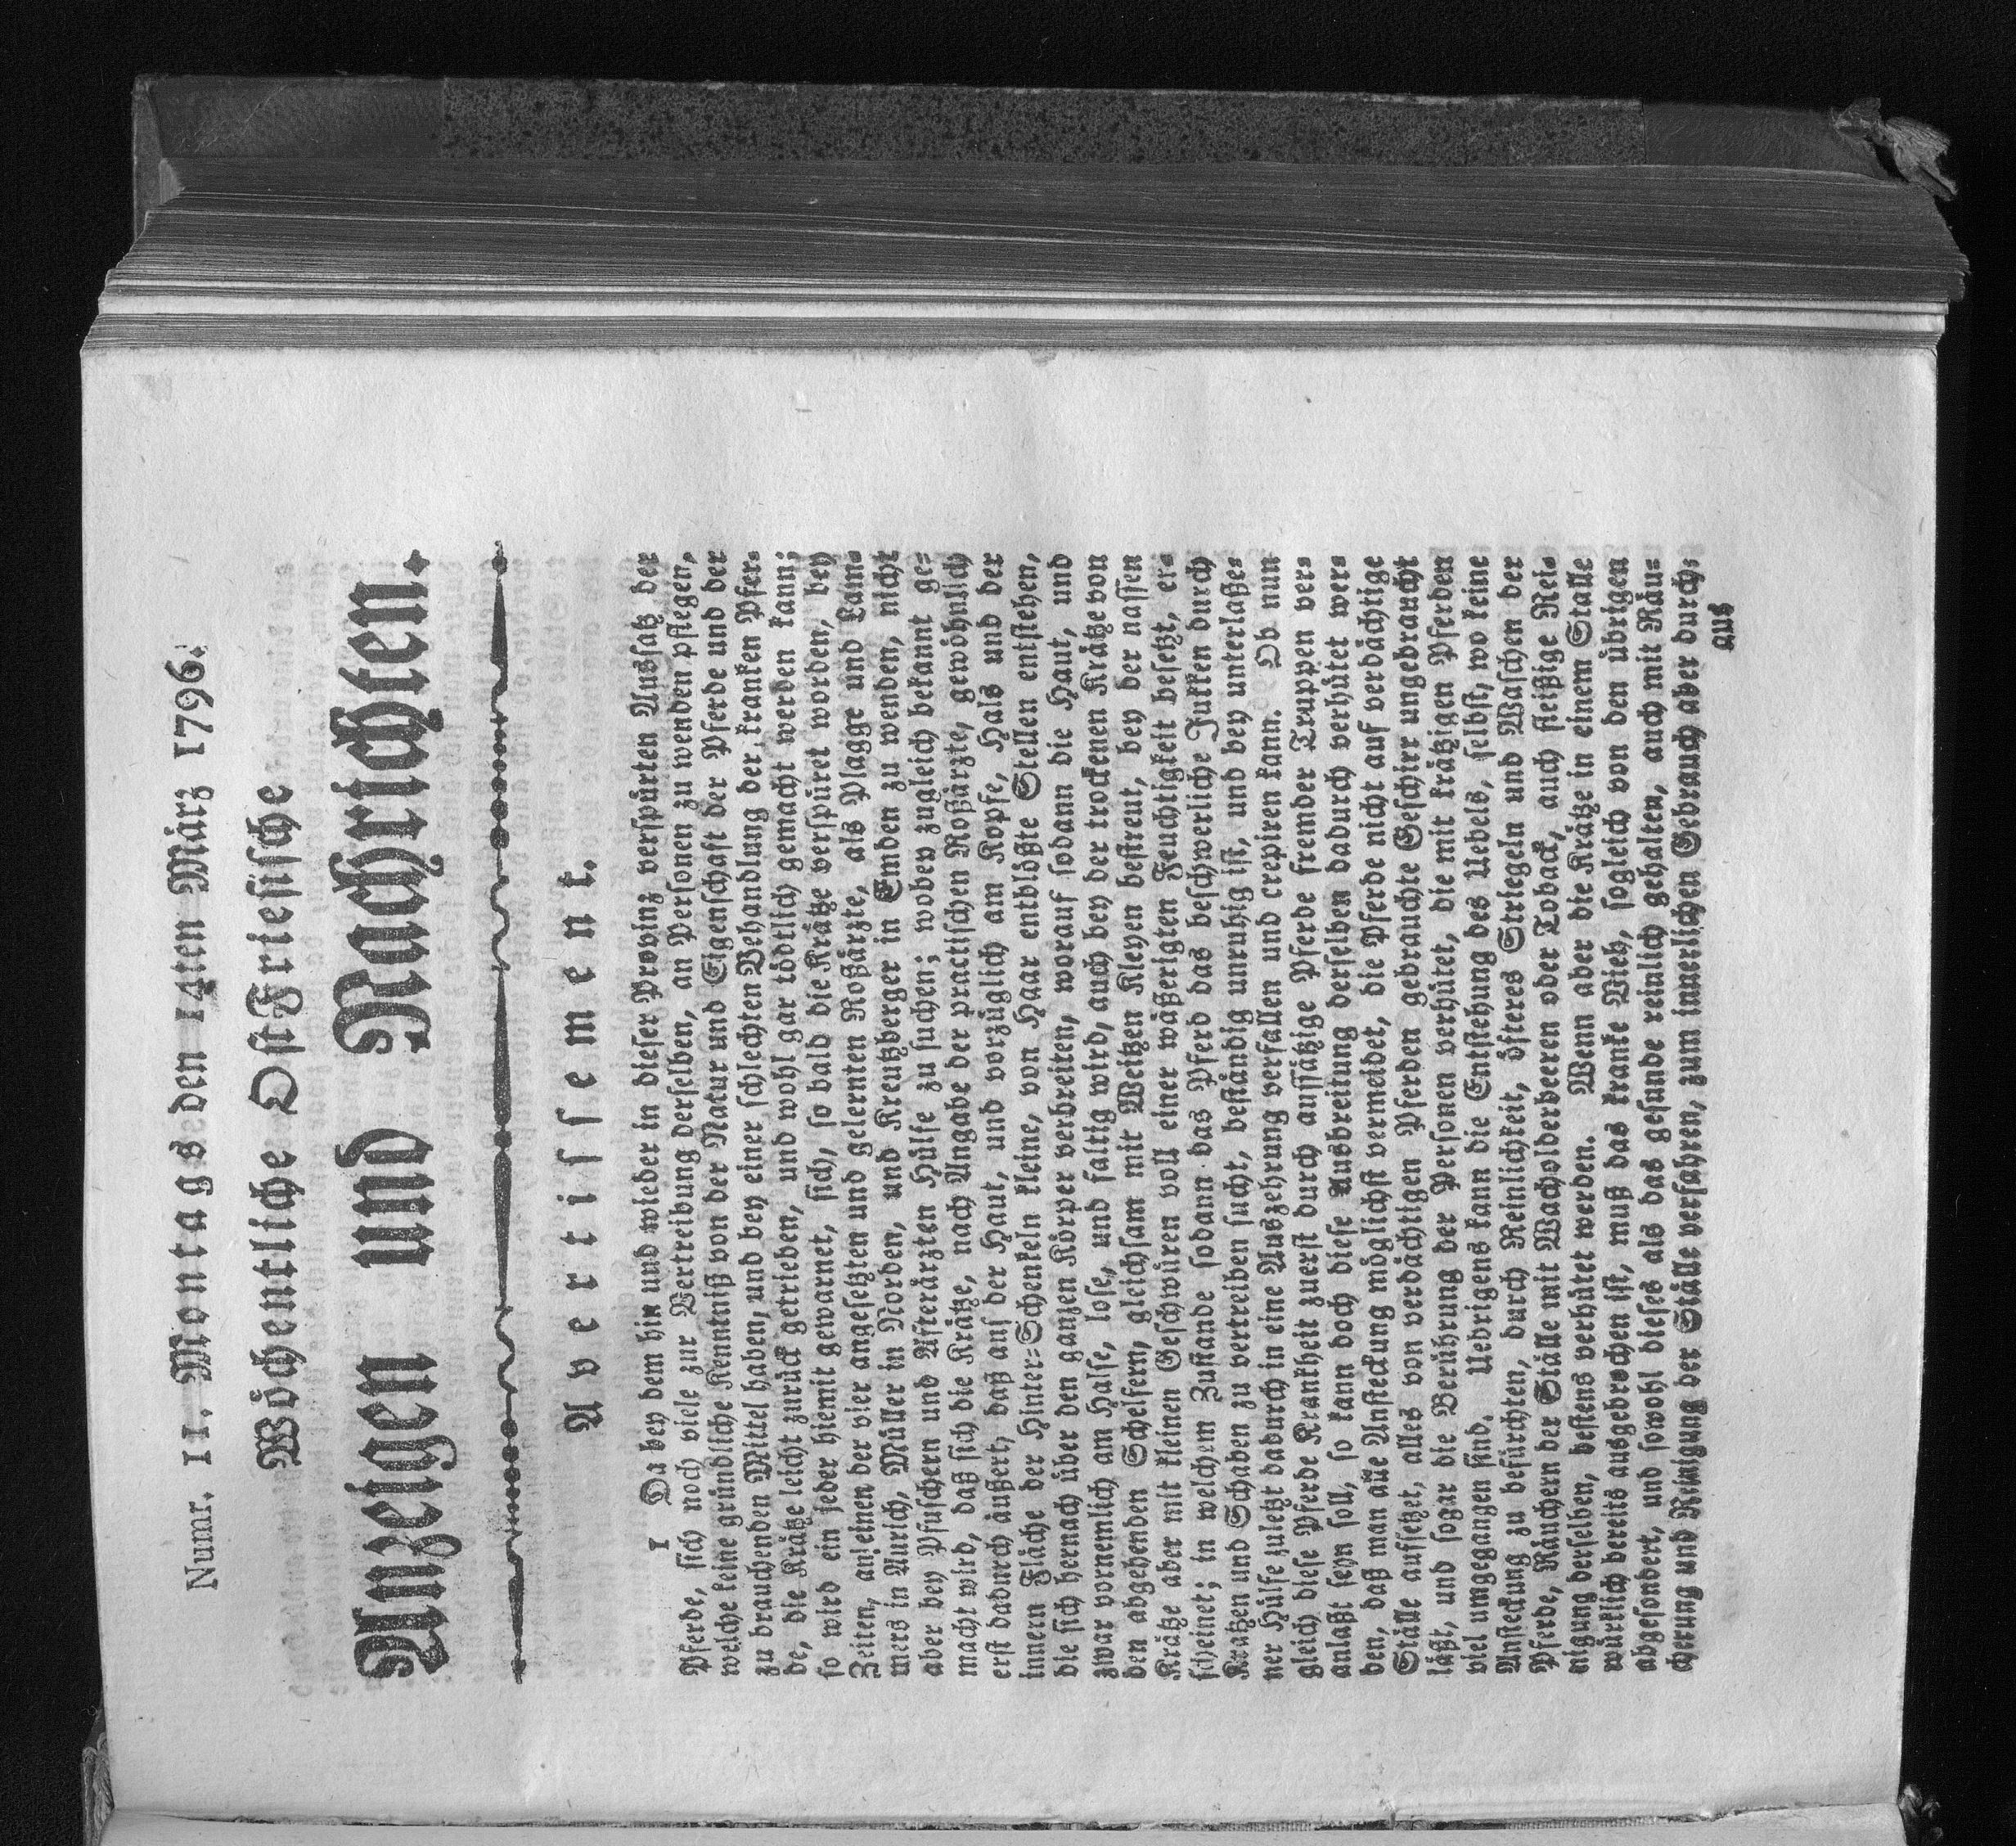 Numr. 11. Montags den 14ten März 1796.
Wöchentliche OstFriesische
Anzeigen und Nachrichten.
Avertissement.
1 Da bey dem hin und wieder in dieser Provinz verspürten Aussatz der
Pferde, sich noch viele zur Vertreibung derselben, an Personen zu wenden pflegen,
welche keine gründliche Kenntniß von der Natur und Eigenschaft der Pferde und der
zu brauchenden Mittel haben, und bey einer schlechten Behandlung der kranken Pfer-
de, die Krätze leicht zurück getrieben, und wohl gar tödtlich gemacht werden kann;
so wird ein jeder hiemit gewarnet, sich, so bald die Krätze verspüret worden, bey
Zeiten, an einen der vier angesetzten und gelernten Roßärzte, als Plagge und Lam-
mers in Aurich, Müller in Norden, und Kreutzberger in Emden zu wenden, nicht
aber bey Pfuschern und Afterärzten Hülfe zu suchen; wobey zugleich bekannt ge-
macht wird, daß sich die Krätze, nach Angabe der practischen Roßärzte, gewöhnlich
erst dadurch äußert, daß auf der Haut, und vorzüglich am Kopfe, Hals und der
innern Fläche der Hinter-Schenkeln kleine, von Haar entblößte Stellen entstehen,
die sich hernach über den ganzen Körper verbreiten, worauf sodann die Haut, und
zwar vornemlich am Halse, lose, und faltig wird, auch bey der trockenen Krätze von
den abgehenden Schelfern, gleichsam mit Weitzen Kleyen bestreut, bey der nassen
Krätze aber mit kleinen Geschwüren voll einer wäßerigten Feuchtigkeit besetzt, er-
scheinet; in welchem Zustande sodann das Pferd das beschwerliche Jukken durch
Kratzen und Schaben zu vertreiben sucht, beständig unruhig ist, und bey unterlaße-
ner Hülfe zuletzt dadurch in eine Auszehrung verfallen und crepiren kann. Ob nun
gleich diese Pferde Krankheit zuerst durch aussätzige Pferde fremder Truppen ver-
anlaßt seyn soll, so kann doch diese Ausbreitung derselben dadurch verhütet wer-
den, daß man alle Ansteckung möglichst vermeidet, die Pferde nicht auf verdächtige
Ställe aussetzet, alles von verdächtigen Pferden gebrauchte Geschirr ungebraucht
läßt, und sogar die Berührung der Personen verhütet, die mit krätzigen Pferden
viel umgegangen sind. Uebrigens kann die Entstehung des Uebels, selbst, wo keine
Ansteckung zu befürchten, durch Reinlichkeit, öfteres Striegeln und Waschen der
Pferde, Räuchern der Ställe mit Wacholderbeeren oder Toback, auch fleißige Rei-
nigung derselben, bestens verhütet werden. Wenn aber die Krätze in einem Stalle
würklich bereits ausgebrochen ist, muß das kranke Vieh, sogleich von den übrigen
abgesondert, und sowohl dieses als das gesunde reinlich gehalten, auch mit Räu-
cherung und Reinigung der Ställe verfahren, zum innerlichen Gebrauch aber durch-
aus